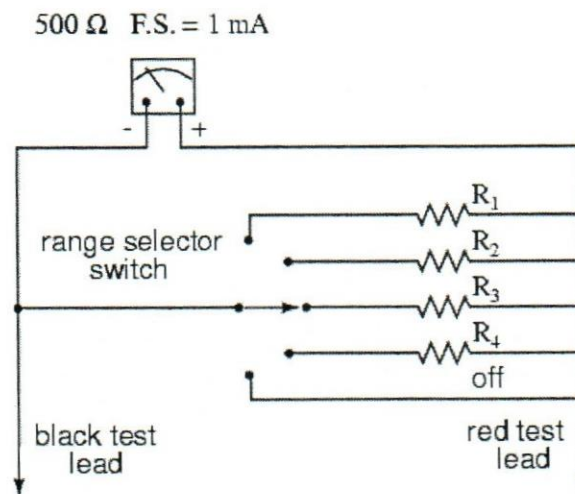 500 Ω F.S. = 1 mA
- +
R1
range selector
switch
R2
R3
R4
off
black test
lead
red test
lead